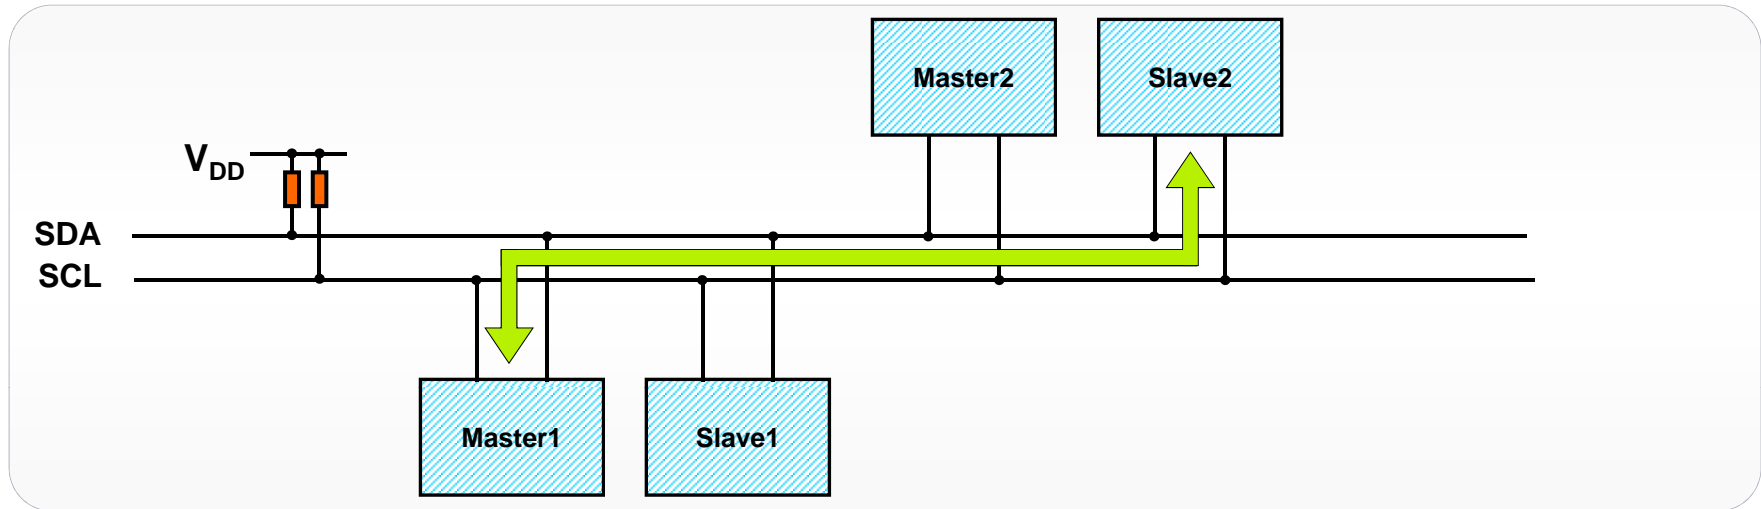 Master2
Slave2
VDD
SDA
SCL
Master1
Slave1